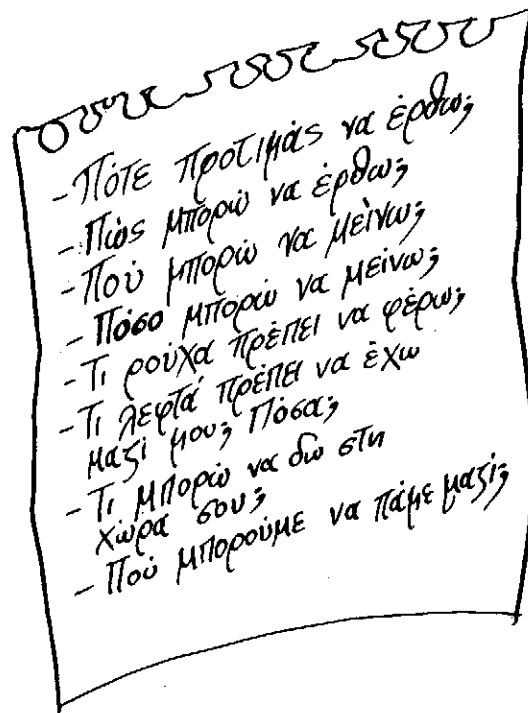 - Πότε προτιμάς να έρθω;
- Πώς μπορώ να έρθω;
- Πού μπορώ να μείνω;
- Πόσο μπορώ να μείνω;
- Τι ρούχα πρέπει να φέρω;
- Τι λεφτά πρέπει να έχω
μαζί μου; Πόσα;
- Τι μπορώ να δω στη
χώρα σου;
- Πού μπορούμε να πάμε μαζί;